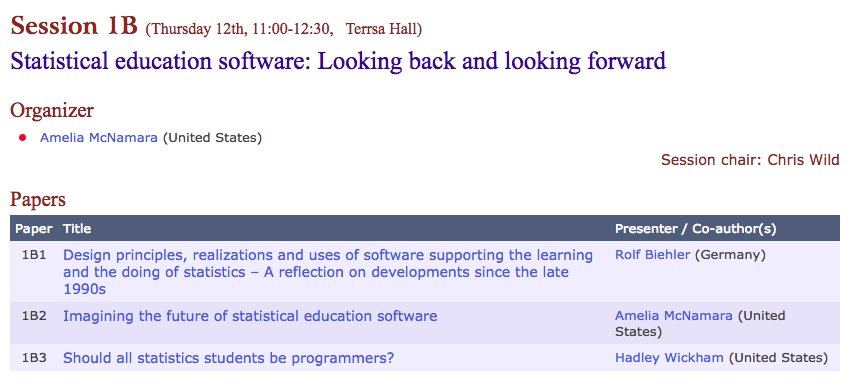 Session 1B (Thursday 12th, 11:00-12:30, Terrsa Hall)
Statistical education software: Looking back and looking forward
Organizer
Amelia McNamara (United States)
Session chair: Chris Wild
Papers
Paper Title Presenter / Co-author(s)
1B1 Design principles, realizations and uses of software supporting the learning Rolf Biehler (Germany)
and the doing of statistics – A reflection on developments since the late
1990s
1B2 Imagining the future of statistical education software Amelia McNamara (United
States)
1B3 Should all statistics students be programmers? Hadley Wickham (United States)